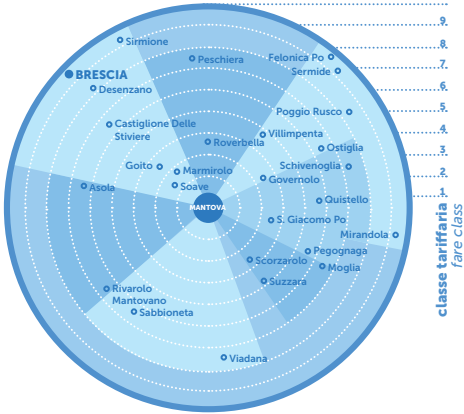 9
Sirmione
8
Peschiera
Felonica Po
7
BRESCIA
Sermide
6
Desenzano
5
Poggio Rusco
Castiglione Delle
Stiviere
4
Villimpenta
Roverbella
3
Ostiglia
Goito
Marmirolo
Schivenoglia
2
Governolo
Asola
Soave
1
Quistello
MANTOVA
S. Giacomo Po
Mirandola
Pegognaga
Scorzarolo
Moglia
Suzzara
Rivarolo
Mantovano
Sabbioneta
Viadana
classe tariffaria
fare class